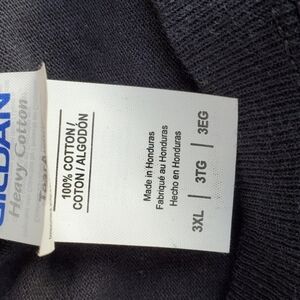 GILDAN
Heavy Cotton
100% COTTON /
COTON / ALGODÓN
Made in Honduras
Fabriqué au Honduras
Hecho en Honduras
3XL | 3TG | 3EG